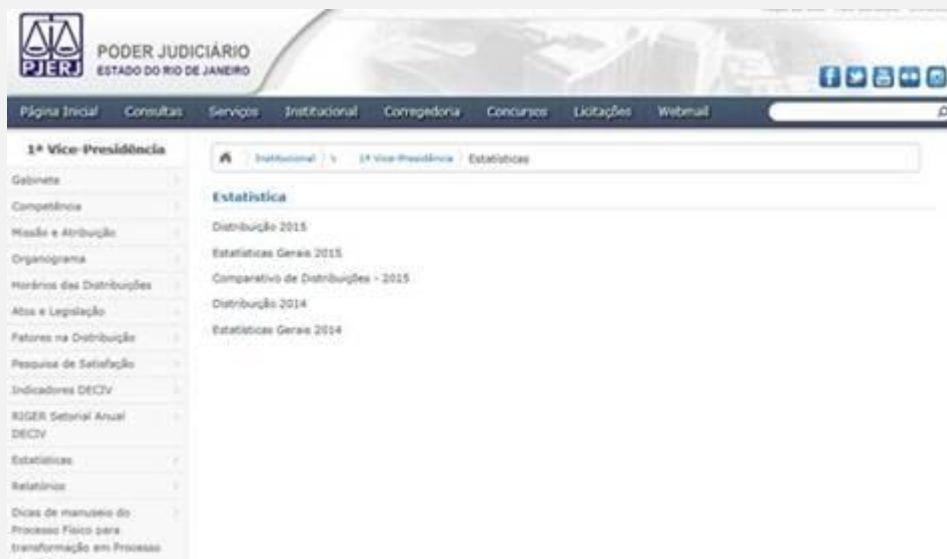 PJERJ
PODER JUDICIÁRIO
ESTADO DO RIO DE JANEIRO
Página Inicial Consultas Serviços Institucional Corregedoria Concursos Licitações Webmail
1ª Vice-Presidência
Institucional 1ª Vice-Presidência Estatísticas
Gabinete
Competência
Missão e Atribuição
Organograma
Horários das Distribuições
Atos e Legislação
Fatores na Distribuição
Pesquisa de Satisfação
Indicadores DECIV
RIGER Setorial Anual
DECIV
Estatísticas
Relatórios
Dicas de manuseio do
Processo Físico para
transformação em Processo
Estatística
Distribuição 2015
Estatísticas Gerais 2015
Comparativo de Distribuições - 2015
Distribuição 2014
Estatísticas Gerais 2014